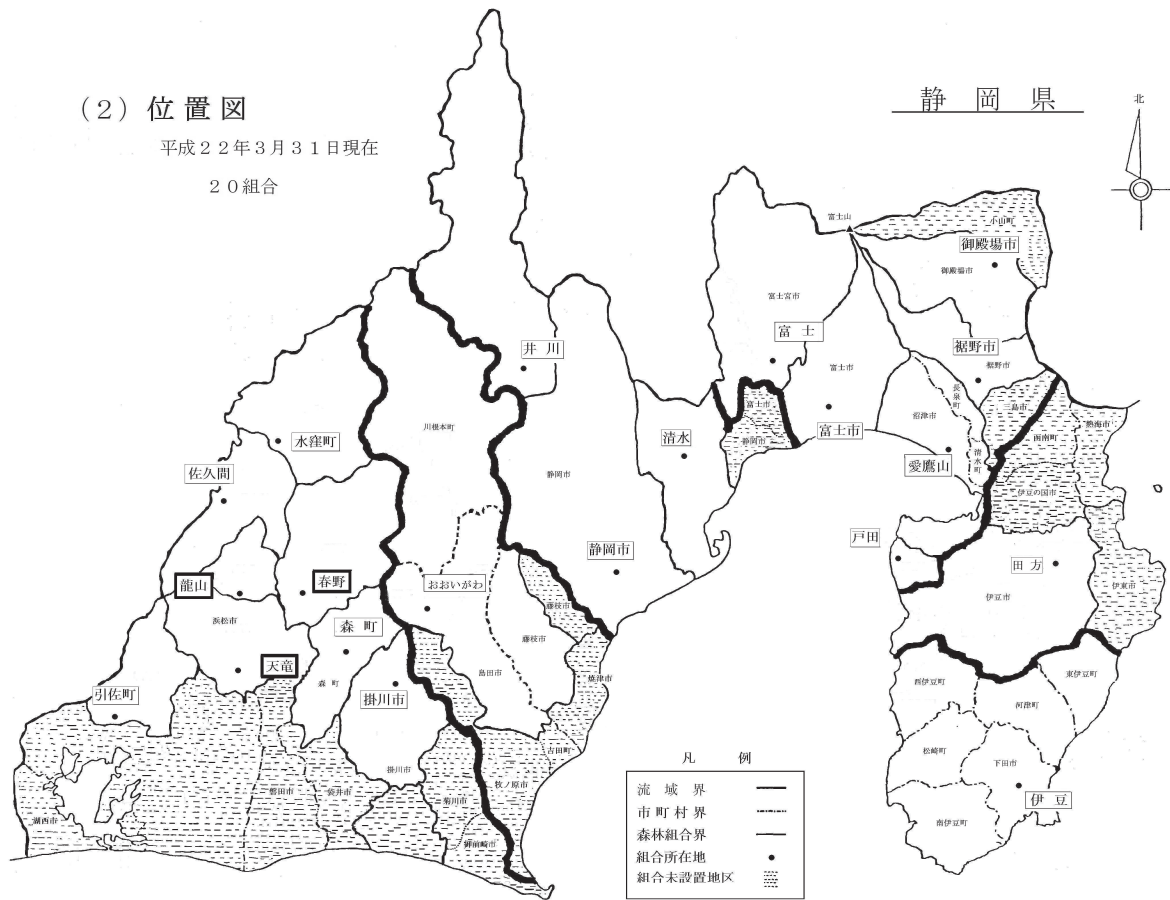 (2) 位置図
平成22年3月31日現在
20組合
静岡県
北
富士山
小山町
御殿場市
御殿場市
富士宮市
富士
裾野市
裾野市
富士市
長泉町
沼津市
三島市
函南町
熱海市
富士市
静岡市
富士市
愛鷹山
清水町
伊豆の国市
井川
川根本町
清水
水窪町
佐久間
静岡市
静岡市
戸田
田方
伊豆市
伊東市
龍山
春野
おおいがわ
藤枝市
浜松市
森町
藤枝市
島田市
焼津市
天竜
森町
掛川市
引佐町
西伊豆町
東伊豆町
河津町
吉田町
松崎町
下田市
掛川市
牧ノ原市
磐田市
袋井市
菊川市
伊豆
湖西市
御前崎市
南伊豆町
凡例
流域界
市町村界
森林組合界
組合所在地
組合未設置地区